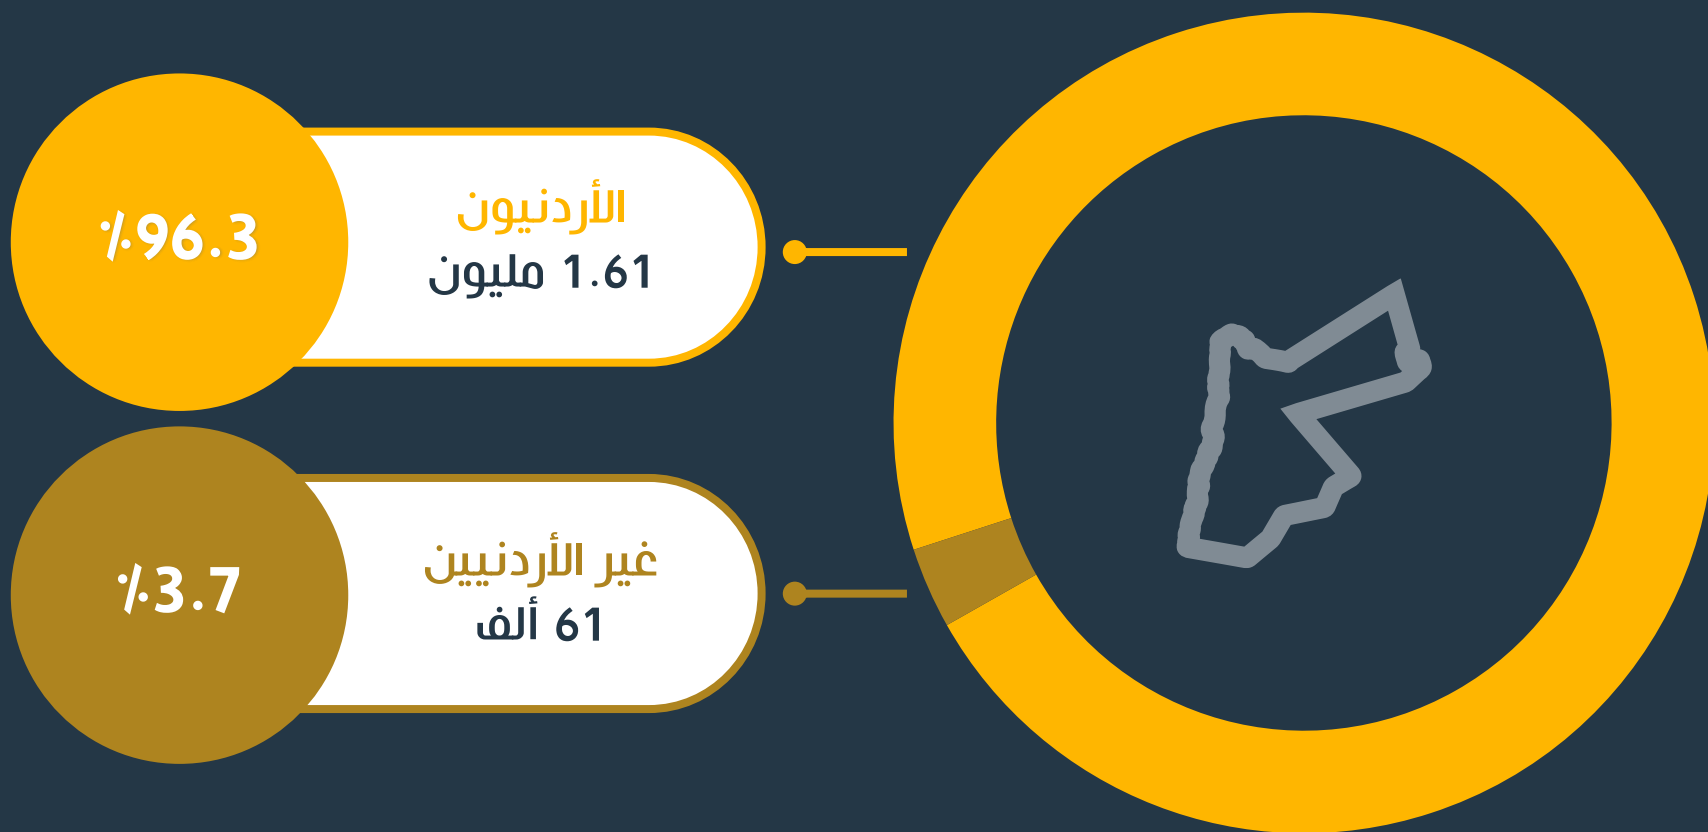 الأردنيون
1.61 مليون
٪96.3
غير الأردنيين
61 ألف
٪3.7